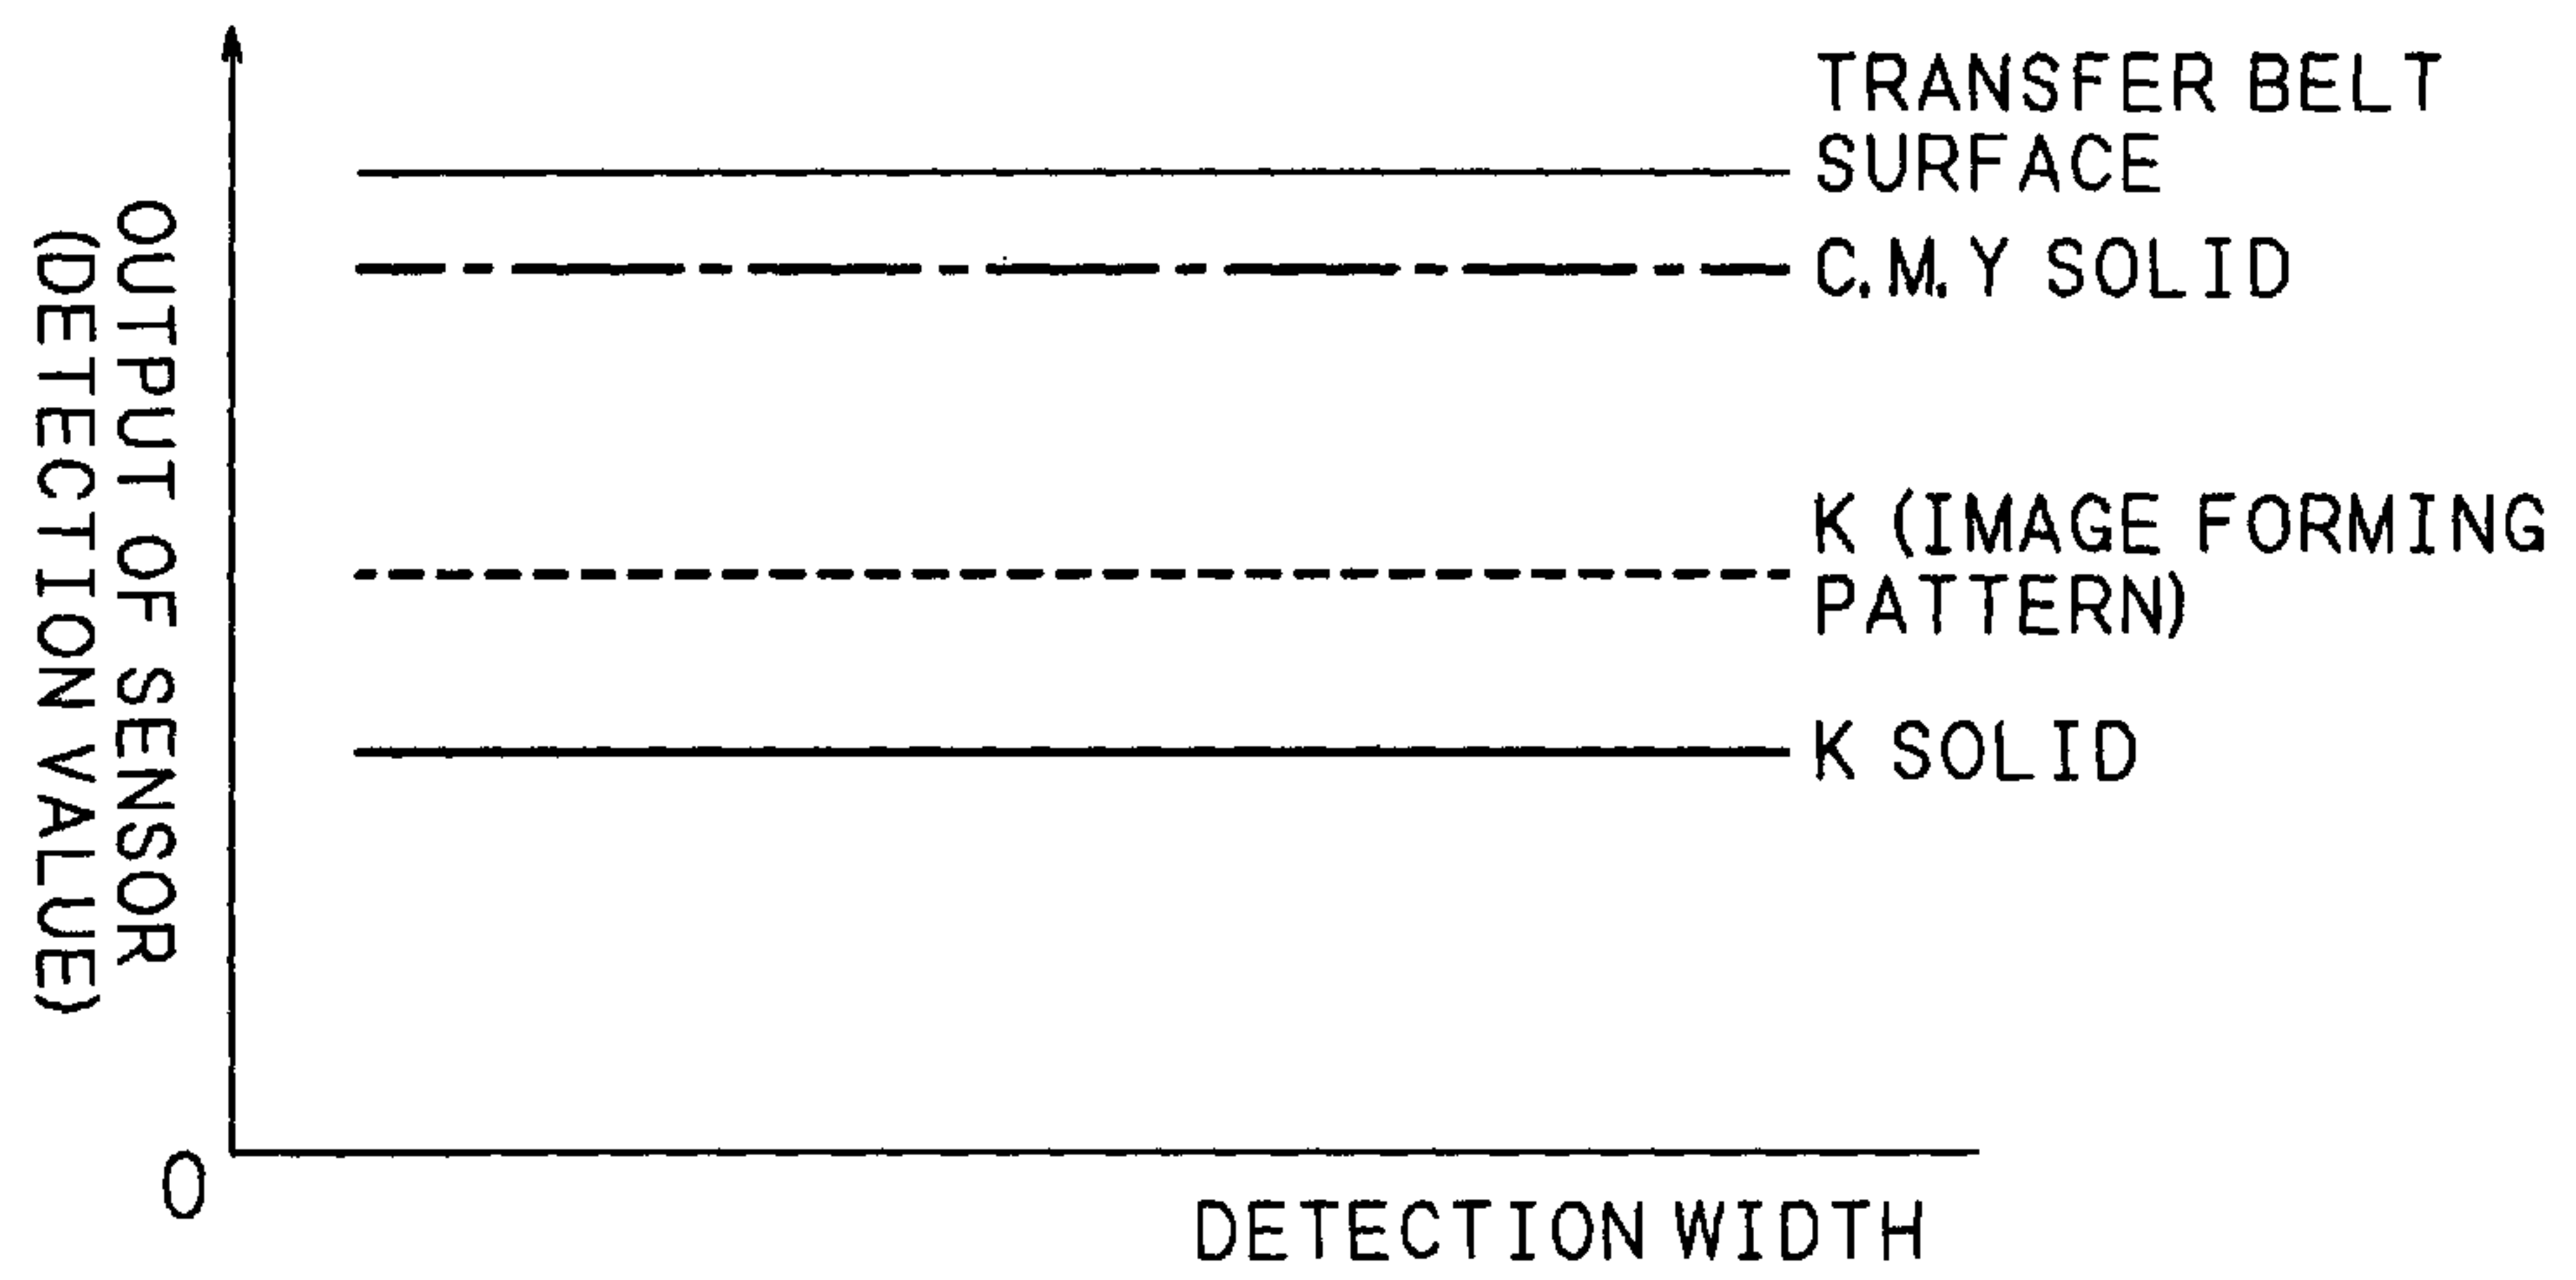 OUTPUT OF SENSOR
(DETECTION VALUE)
TRANSFER BELT
SURFACE
C.M.Y SOLID
K (IMAGE FORMING
PATTERN)
K SOLID
0
DETECTION WIDTH